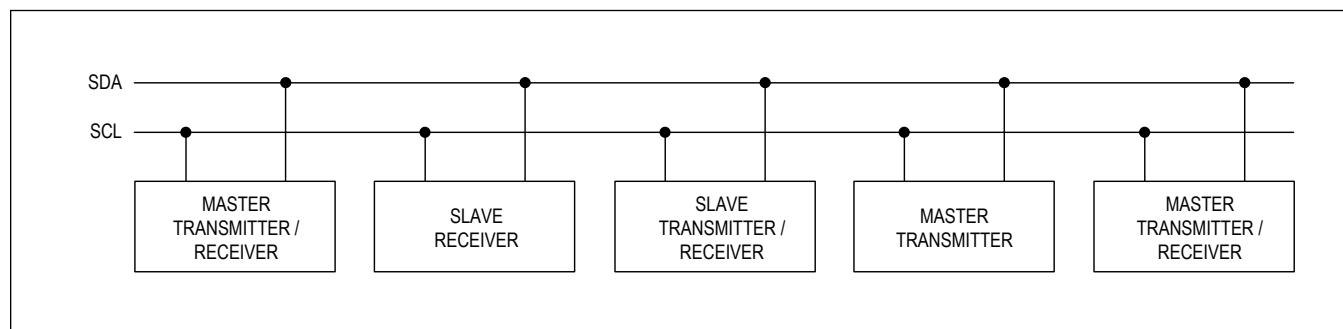 SDA
SCL
MASTER
TRANSMITTER /
RECEIVER
SLAVE
RECEIVER
SLAVE
TRANSMITTER /
RECEIVER
MASTER
TRANSMITTER
MASTER
TRANSMITTER /
RECEIVER